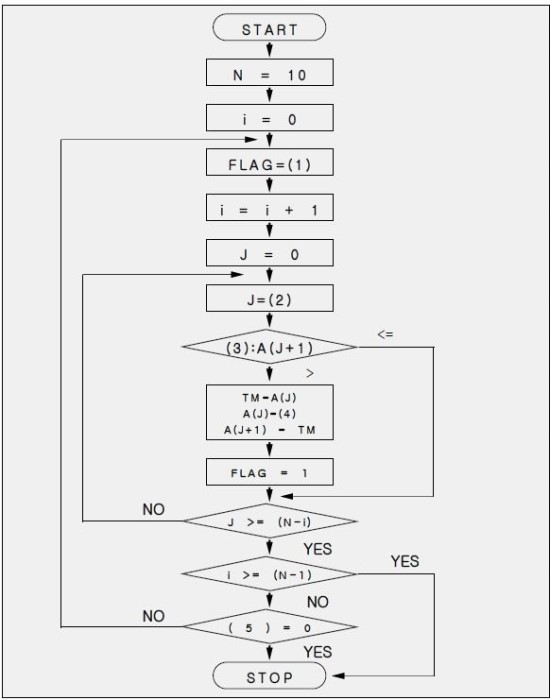 START
N = 10
i = 0
FLAG=(1)
i = i + 1
J = 0
J=(2)
<=
(3):A(J+1)
>
TM-A(J)
A(J)-(4)
A(J+1) - TM
FLAG = 1
NO
J >= (N-i)
YES
i >= (N-1)
YES
NO
NO
( 5 ) = 0
YES
STOP